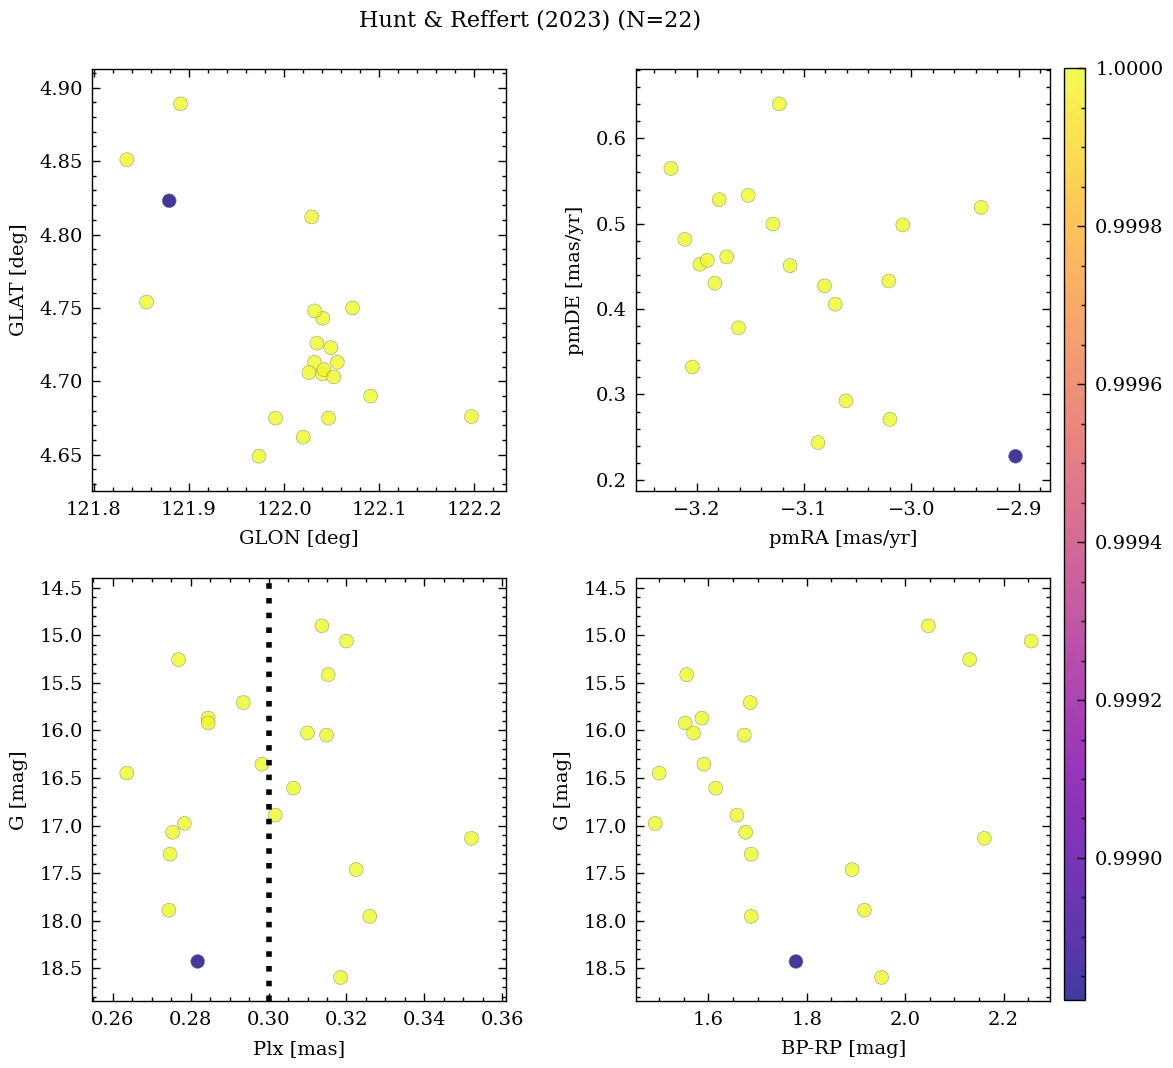 Hunt & Reffert (2023) (N=22)
4.90
4.85
4.80
4.75
4.70
4.65
GLAT [deg]
121.8 121.9 122.0 122.1 122.2
GLON [deg]
0.6
0.5
0.4
0.3
0.2
pmDE [mas/yr]
−3.2 −3.1 −3.0 −2.9
pmRA [mas/yr]
14.5
15.0
15.5
16.0
16.5
17.0
17.5
18.0
18.5
G [mag]
0.26 0.28 0.30 0.32 0.34 0.36
Plx [mas]
14.5
15.0
15.5
16.0
16.5
17.0
17.5
18.0
18.5
G [mag]
1.6 1.8 2.0 2.2
BP-RP [mag]
1.0000
0.9998
0.9996
0.9994
0.9992
0.9990